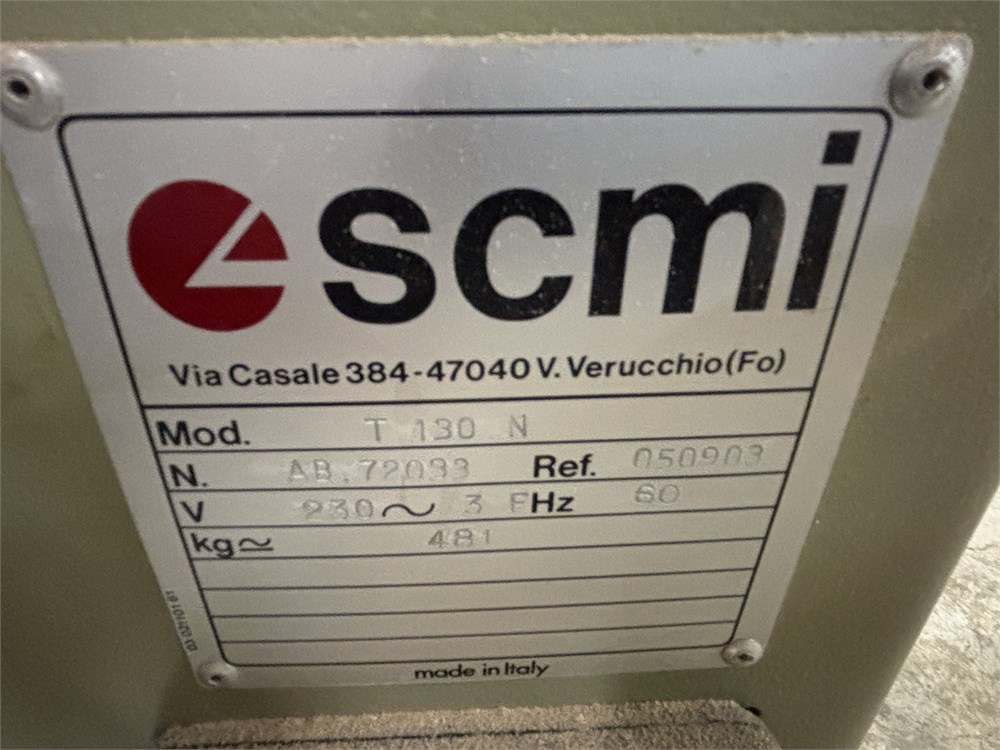 scmi
Via Casale 384-47040 V. Verucchio (Fo)
Mod. T 130 N
N. AB.72033 Ref. 050903
V 230~ 3 F Hz 60
kg≃ 481
made in Italy